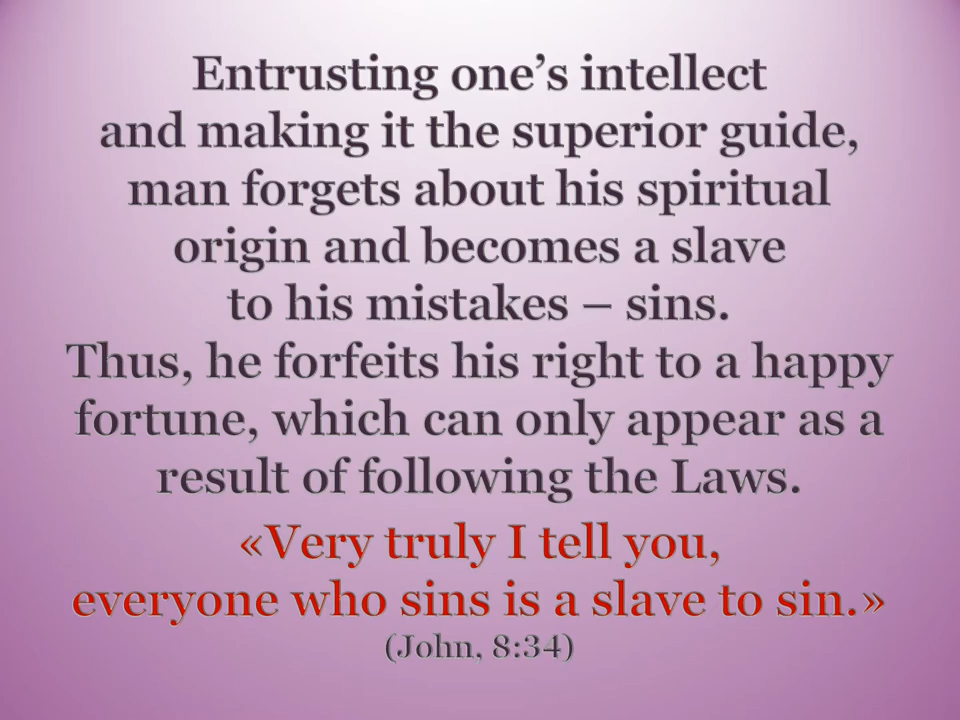 Entrusting one’s intellect
and making it the superior guide,
man forgets about his spiritual
origin and becomes a slave
to his mistakes – sins.
Thus, he forfeits his right to a happy
fortune, which can only appear as a
result of following the Laws.
«Very truly I tell you,
everyone who sins is a slave to sin.»
(John, 8:34)